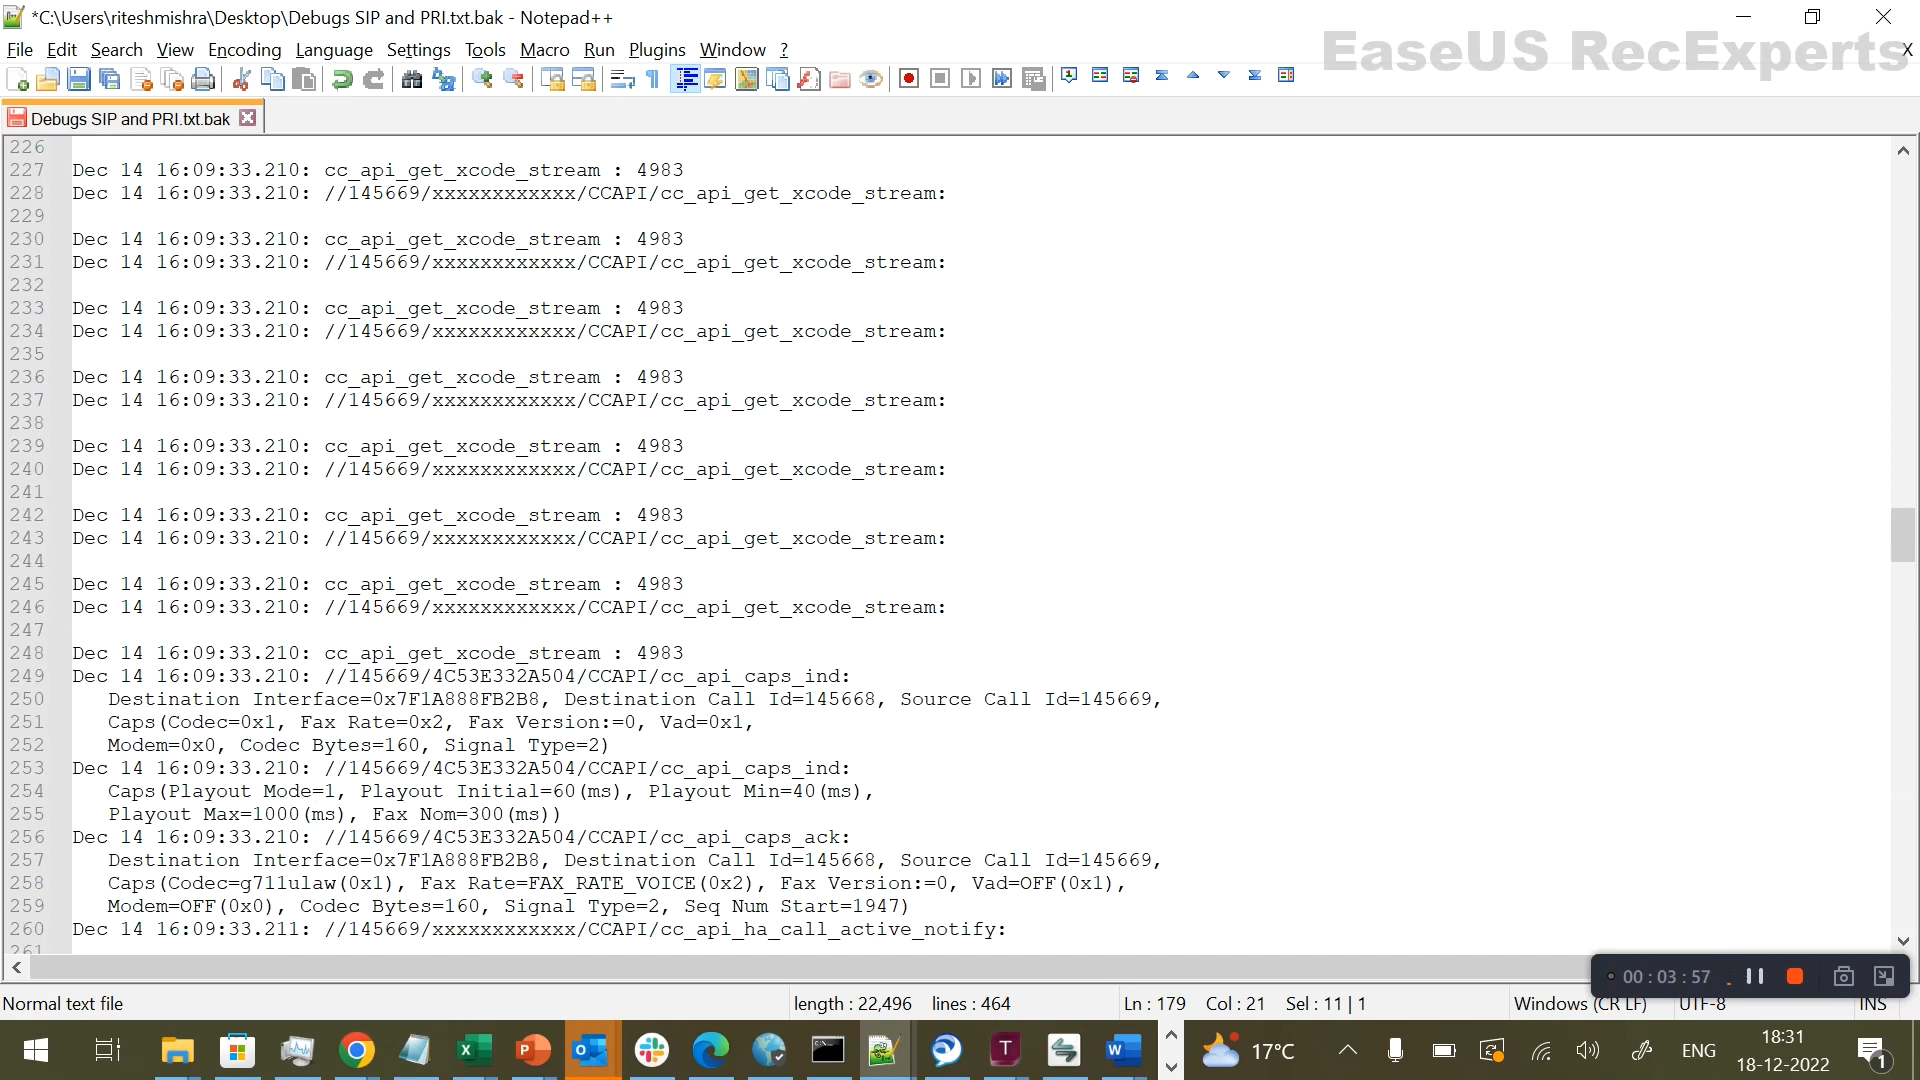 *C:\Users\riteshmishra\Desktop\Debugs SIP and PRI.txt.bak - Notepad++
EaseUS RecExperts
File Edit Search View Encoding Language Settings Tools Macro Run Plugins Window ? X
Debugs SIP and PRI.txt.bak
226
227 Dec 14 16:09:33.210: cc_api_get_xcode_stream : 4983
228 Dec 14 16:09:33.210: //145669/xxxxxxxxxxxx/CCAPI/cc_api_get_xcode_stream:
229
230 Dec 14 16:09:33.210: cc_api_get_xcode_stream : 4983
231 Dec 14 16:09:33.210: //145669/xxxxxxxxxxxx/CCAPI/cc_api_get_xcode_stream:
232
233 Dec 14 16:09:33.210: cc_api_get_xcode_stream : 4983
234 Dec 14 16:09:33.210: //145669/xxxxxxxxxxxx/CCAPI/cc_api_get_xcode_stream:
235
236 Dec 14 16:09:33.210: cc_api_get_xcode_stream : 4983
237 Dec 14 16:09:33.210: //145669/xxxxxxxxxxxx/CCAPI/cc_api_get_xcode_stream:
238
239 Dec 14 16:09:33.210: cc_api_get_xcode_stream : 4983
240 Dec 14 16:09:33.210: //145669/xxxxxxxxxxxx/CCAPI/cc_api_get_xcode_stream:
241
242 Dec 14 16:09:33.210: cc_api_get_xcode_stream : 4983
243 Dec 14 16:09:33.210: //145669/xxxxxxxxxxxx/CCAPI/cc_api_get_xcode_stream:
244
245 Dec 14 16:09:33.210: cc_api_get_xcode_stream : 4983
246 Dec 14 16:09:33.210: //145669/xxxxxxxxxxxx/CCAPI/cc_api_get_xcode_stream:
247
248 Dec 14 16:09:33.210: cc_api_get_xcode_stream : 4983
249 Dec 14 16:09:33.210: //145669/4C53E332A504/CCAPI/cc_api_caps_ind:
250 Destination Interface=0x7F1A888FB2B8, Destination Call Id=145668, Source Call Id=145669,
251 Caps(Codec=0x1, Fax Rate=0x2, Fax Version:=0, Vad=0x1,
252 Modem=0x0, Codec Bytes=160, Signal Type=2)
253 Dec 14 16:09:33.210: //145669/4C53E332A504/CCAPI/cc_api_caps_ind:
254 Caps(Playout Mode=1, Playout Initial=60(ms), Playout Min=40(ms),
255 Playout Max=1000(ms), Fax Nom=300(ms))
256 Dec 14 16:09:33.210: //145669/4C53E332A504/CCAPI/cc_api_caps_ack:
257 Destination Interface=0x7F1A888FB2B8, Destination Call Id=145668, Source Call Id=145669,
258 Caps(Codec=g711ulaw(0x1), Fax Rate=FAX_RATE_VOICE(0x2), Fax Version:=0, Vad=OFF(0x1),
259 Modem=OFF(0x0), Codec Bytes=160, Signal Type=2, Seq Num Start=1947)
260 Dec 14 16:09:33.211: //145669/xxxxxxxxxxxx/CCAPI/cc_api_ha_call_active_notify:
261
00 : 03 : 57
Normal text file length : 22,496 lines : 464 Ln : 179 Col : 21 Sel : 11 | 1 Windows (CR LF) UTF-8 INS
17°C ENG 18:31
18-12-2022 1